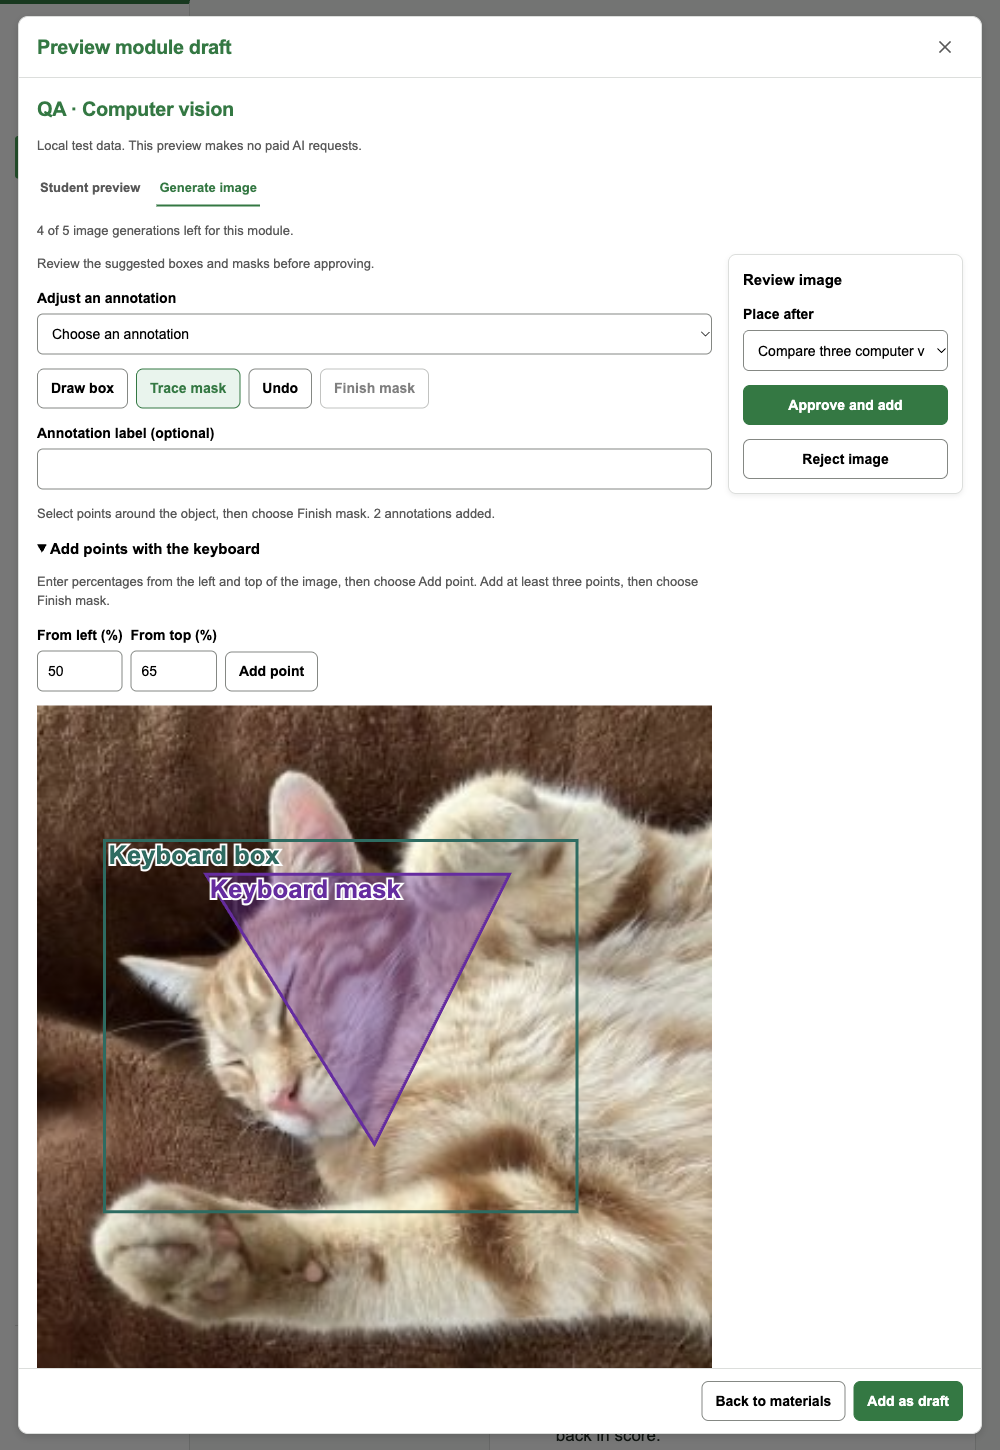 Preview module draft
QA · Computer vision
Local test data. This preview makes no paid AI requests.
Student preview Generate image
4 of 5 image generations left for this module.
Review the suggested boxes and masks before approving.
Adjust an annotation
Choose an annotation
Draw box Trace mask Undo Finish mask
Annotation label (optional)
Select points around the object, then choose Finish mask. 2 annotations added.
Add points with the keyboard
Enter percentages from the left and top of the image, then choose Add point. Add at least three points, then choose
Finish mask.
From left (%) From top (%)
50 65 Add point
Keyboard box
Keyboard mask
Review image
Place after
Compare three computer v
Approve and add
Reject image
Back to materials Add as draft
back in score.